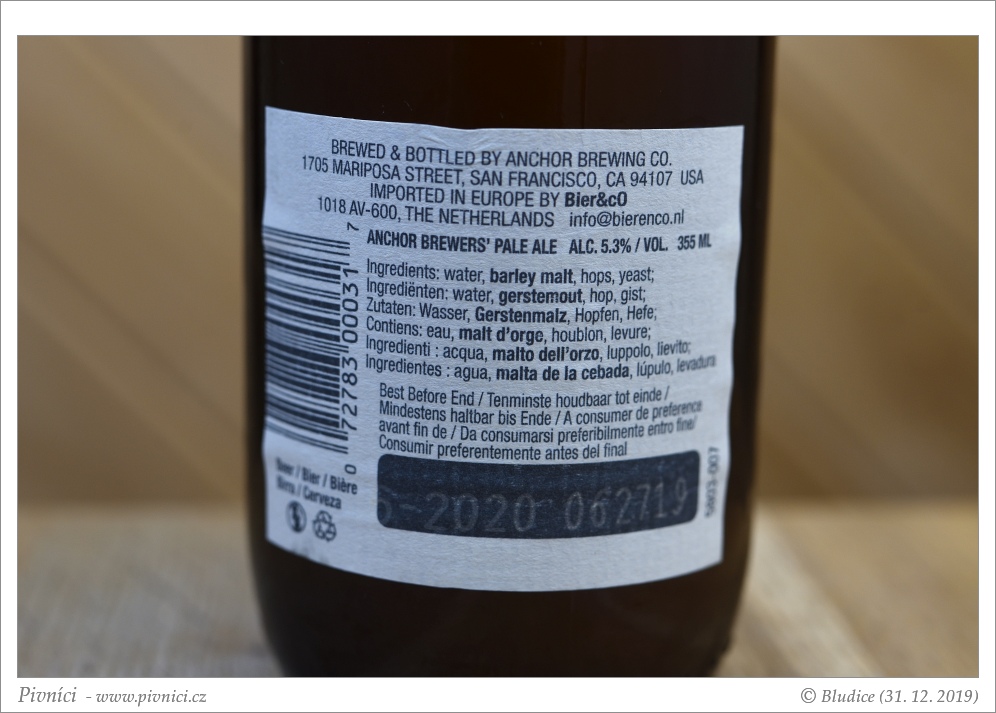 BREWED & BOTTLED BY ANCHOR BREWING CO.
1705 MARIPOSA STREET, SAN FRANCISCO, CA 94107 USA
IMPORTED IN EUROPE BY Bier&cO
1018 AV-600, THE NETHERLANDS info@bierenco.nl
ANCHOR BREWERS' PALE ALE ALC. 5.3% / VOL. 355 ML
Ingredients: water, barley malt, hops, yeast;
Ingrediënten: water, gerstemout, hop, gist;
Zutaten: Wasser, Gerstenmalz, Hopfen, Hefe;
Contiens: eau, malt d'orge, houblon, levure;
Ingredienti : acqua, malto dell'orzo, luppolo, lievito;
Ingredientes : agua, malta de la cebada, lúpulo, levadura
Best Before End / Tenminste houdbaar tot einde /
Mindestens haltbar bis Ende / A consumer de preference
avant fin de / Da consumarsi preferibilmente entro fine/
Consumir preferentemente antes del final
-2020 062719
0 72783 00031 7
Beer / Bier / Bière
Birra / Cerveza
5803-007
Pivníci - www.pivnici.cz
© Bludice (31. 12. 2019)